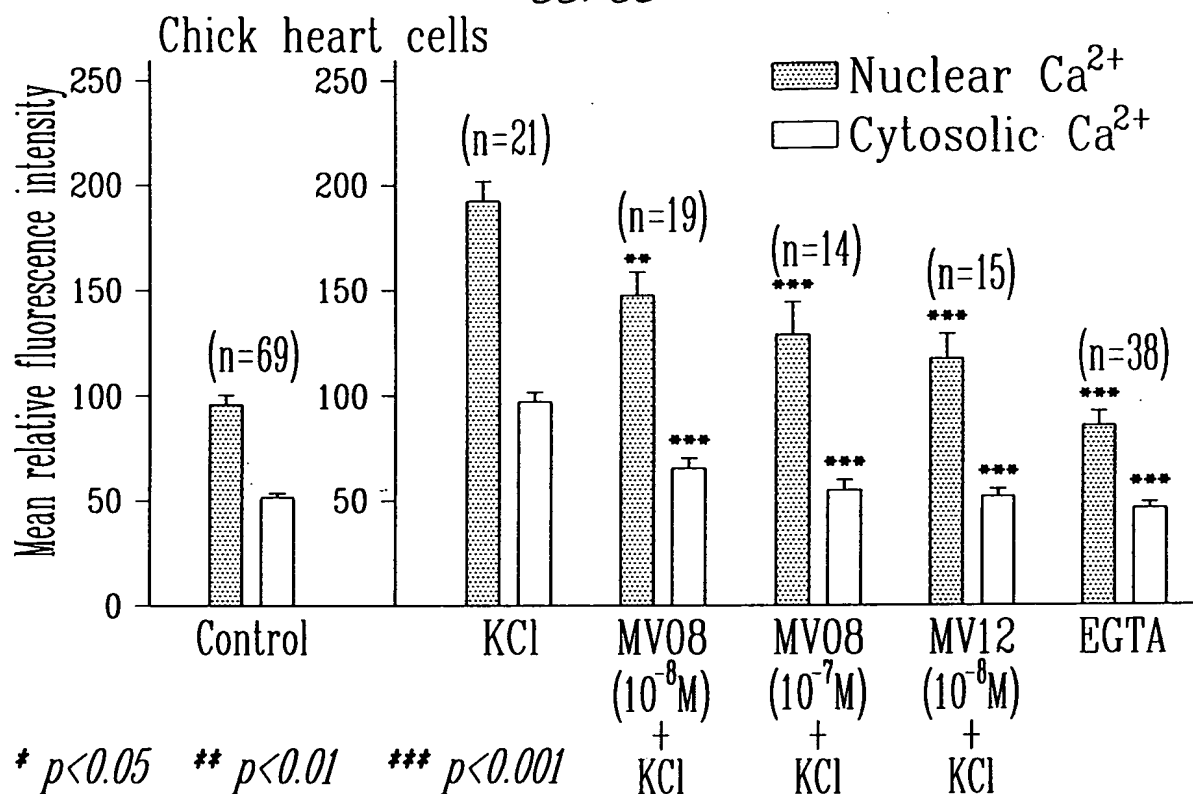 Chick heart cells
Nuclear Ca²⁺
Cytosolic Ca²⁺
Mean relative fluorescence intensity
250
200
150
100
50
0
250
200
150
100
50
(n=69)
(n=21)
(n=19)
**
***
(n=14)
***
***
(n=15)
***
***
(n=38)
***
***
Control
KCl
MV08
(10⁻⁸M)
+
KCl
MV08
(10⁻⁷M)
+
KCl
MV12
(10⁻⁸M)
+
KCl
EGTA
* p<0.05 ** p<0.01 *** p<0.001